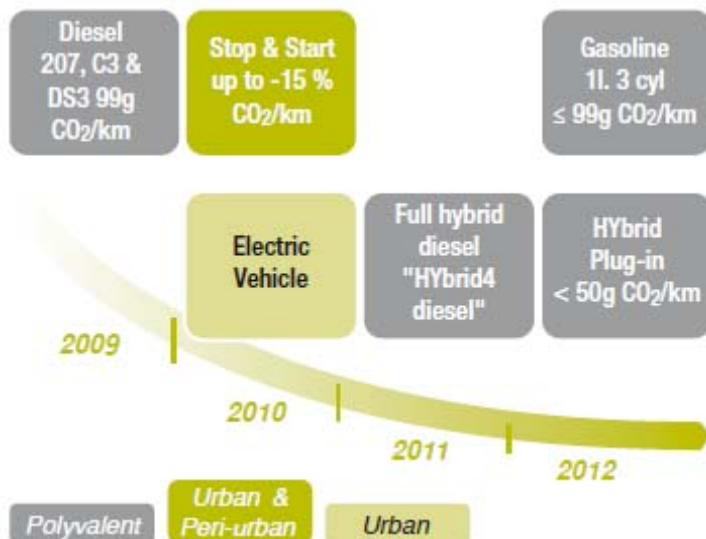 Diesel
207, C3 &
DS3 99g
CO₂/km
Stop & Start
up to -15 %
CO₂/km
Gasoline
1l. 3 cyl
≤ 99g CO₂/km
Electric
Vehicle
Full hybrid
diesel
"HYbrid4
diesel"
HYbrid
Plug-in
< 50g CO₂/km
2009
2010
2011
2012
Polyvalent
Urban &
Peri-urban
Urban